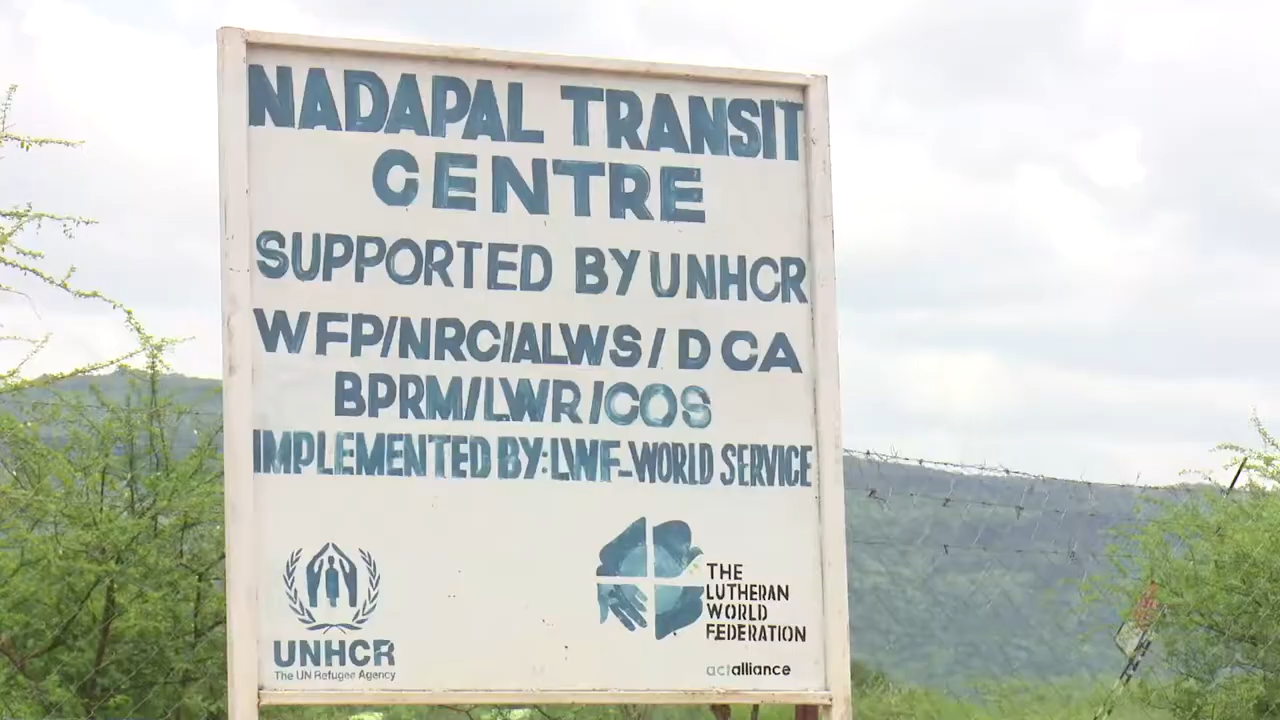 NADAPAL TRANSIT
CENTRE
SUPPORTED BY UNHCR
WFP/NRC/ALWS/DCA
BPRM/LWR/COS
IMPLEMENTED BY:LWF-WORLD SERVICE
UNHCR
The UN Refugee Agency
THE
LUTHERAN
WORLD
FEDERATION
actalliance